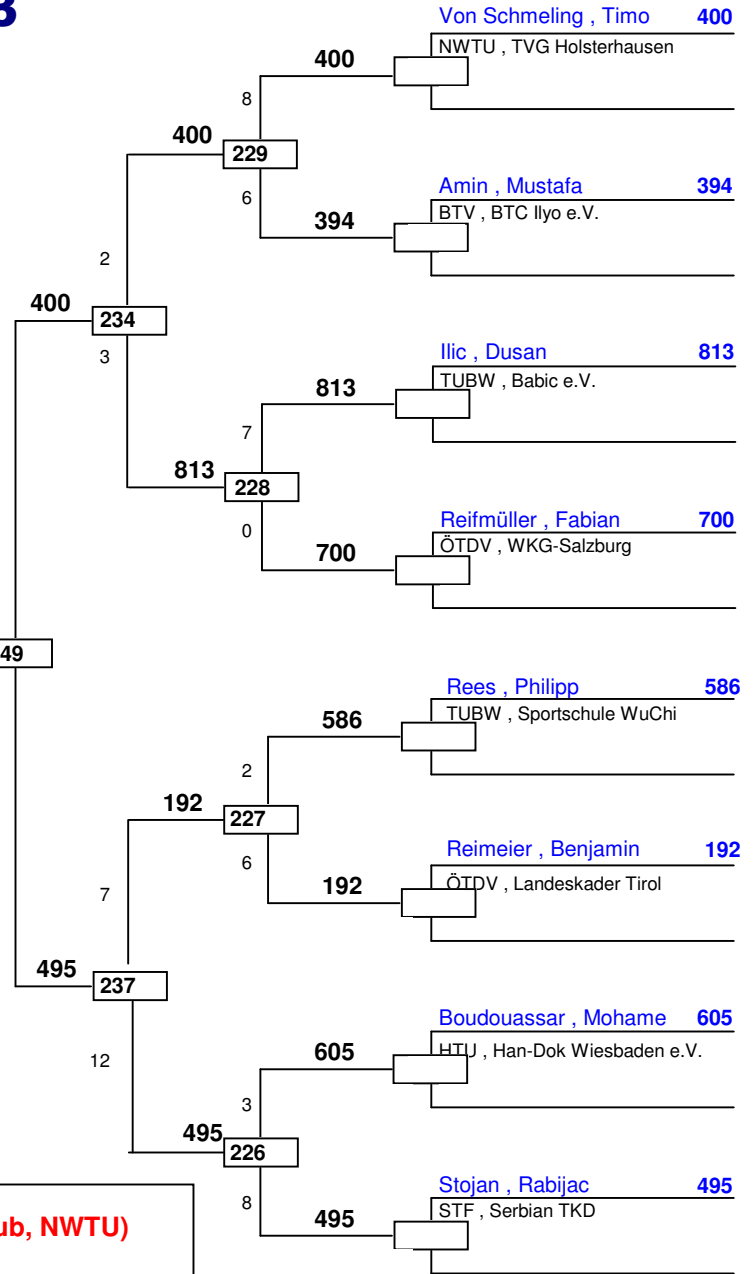 Von Schmeling , Timo 400
NWTU , TVG Holsterhausen
400
8
400
229
6
Amin , Mustafa 394
BTV , BTC Ilyo e.V.
394
2
400
234
3
Ilic , Dusan 813
TUBW , Babic e.V.
813
7
813
228
0
Reifmüller , Fabian 700
ÖTDV , WKG-Salzburg
700
49
Rees , Philipp 586
TUBW , Sportschule WuChi
586
2
192
227
6
Reimeier , Benjamin 192
ÖTDV , Landeskader Tirol
192
7
495
237
12
Boudouassar , Mohame 605
HTU , Han-Dok Wiesbaden e.V.
605
3
495
226
8
Stojan , Rabijac 495
STF , Serbian TKD
495
ub, NWTU)